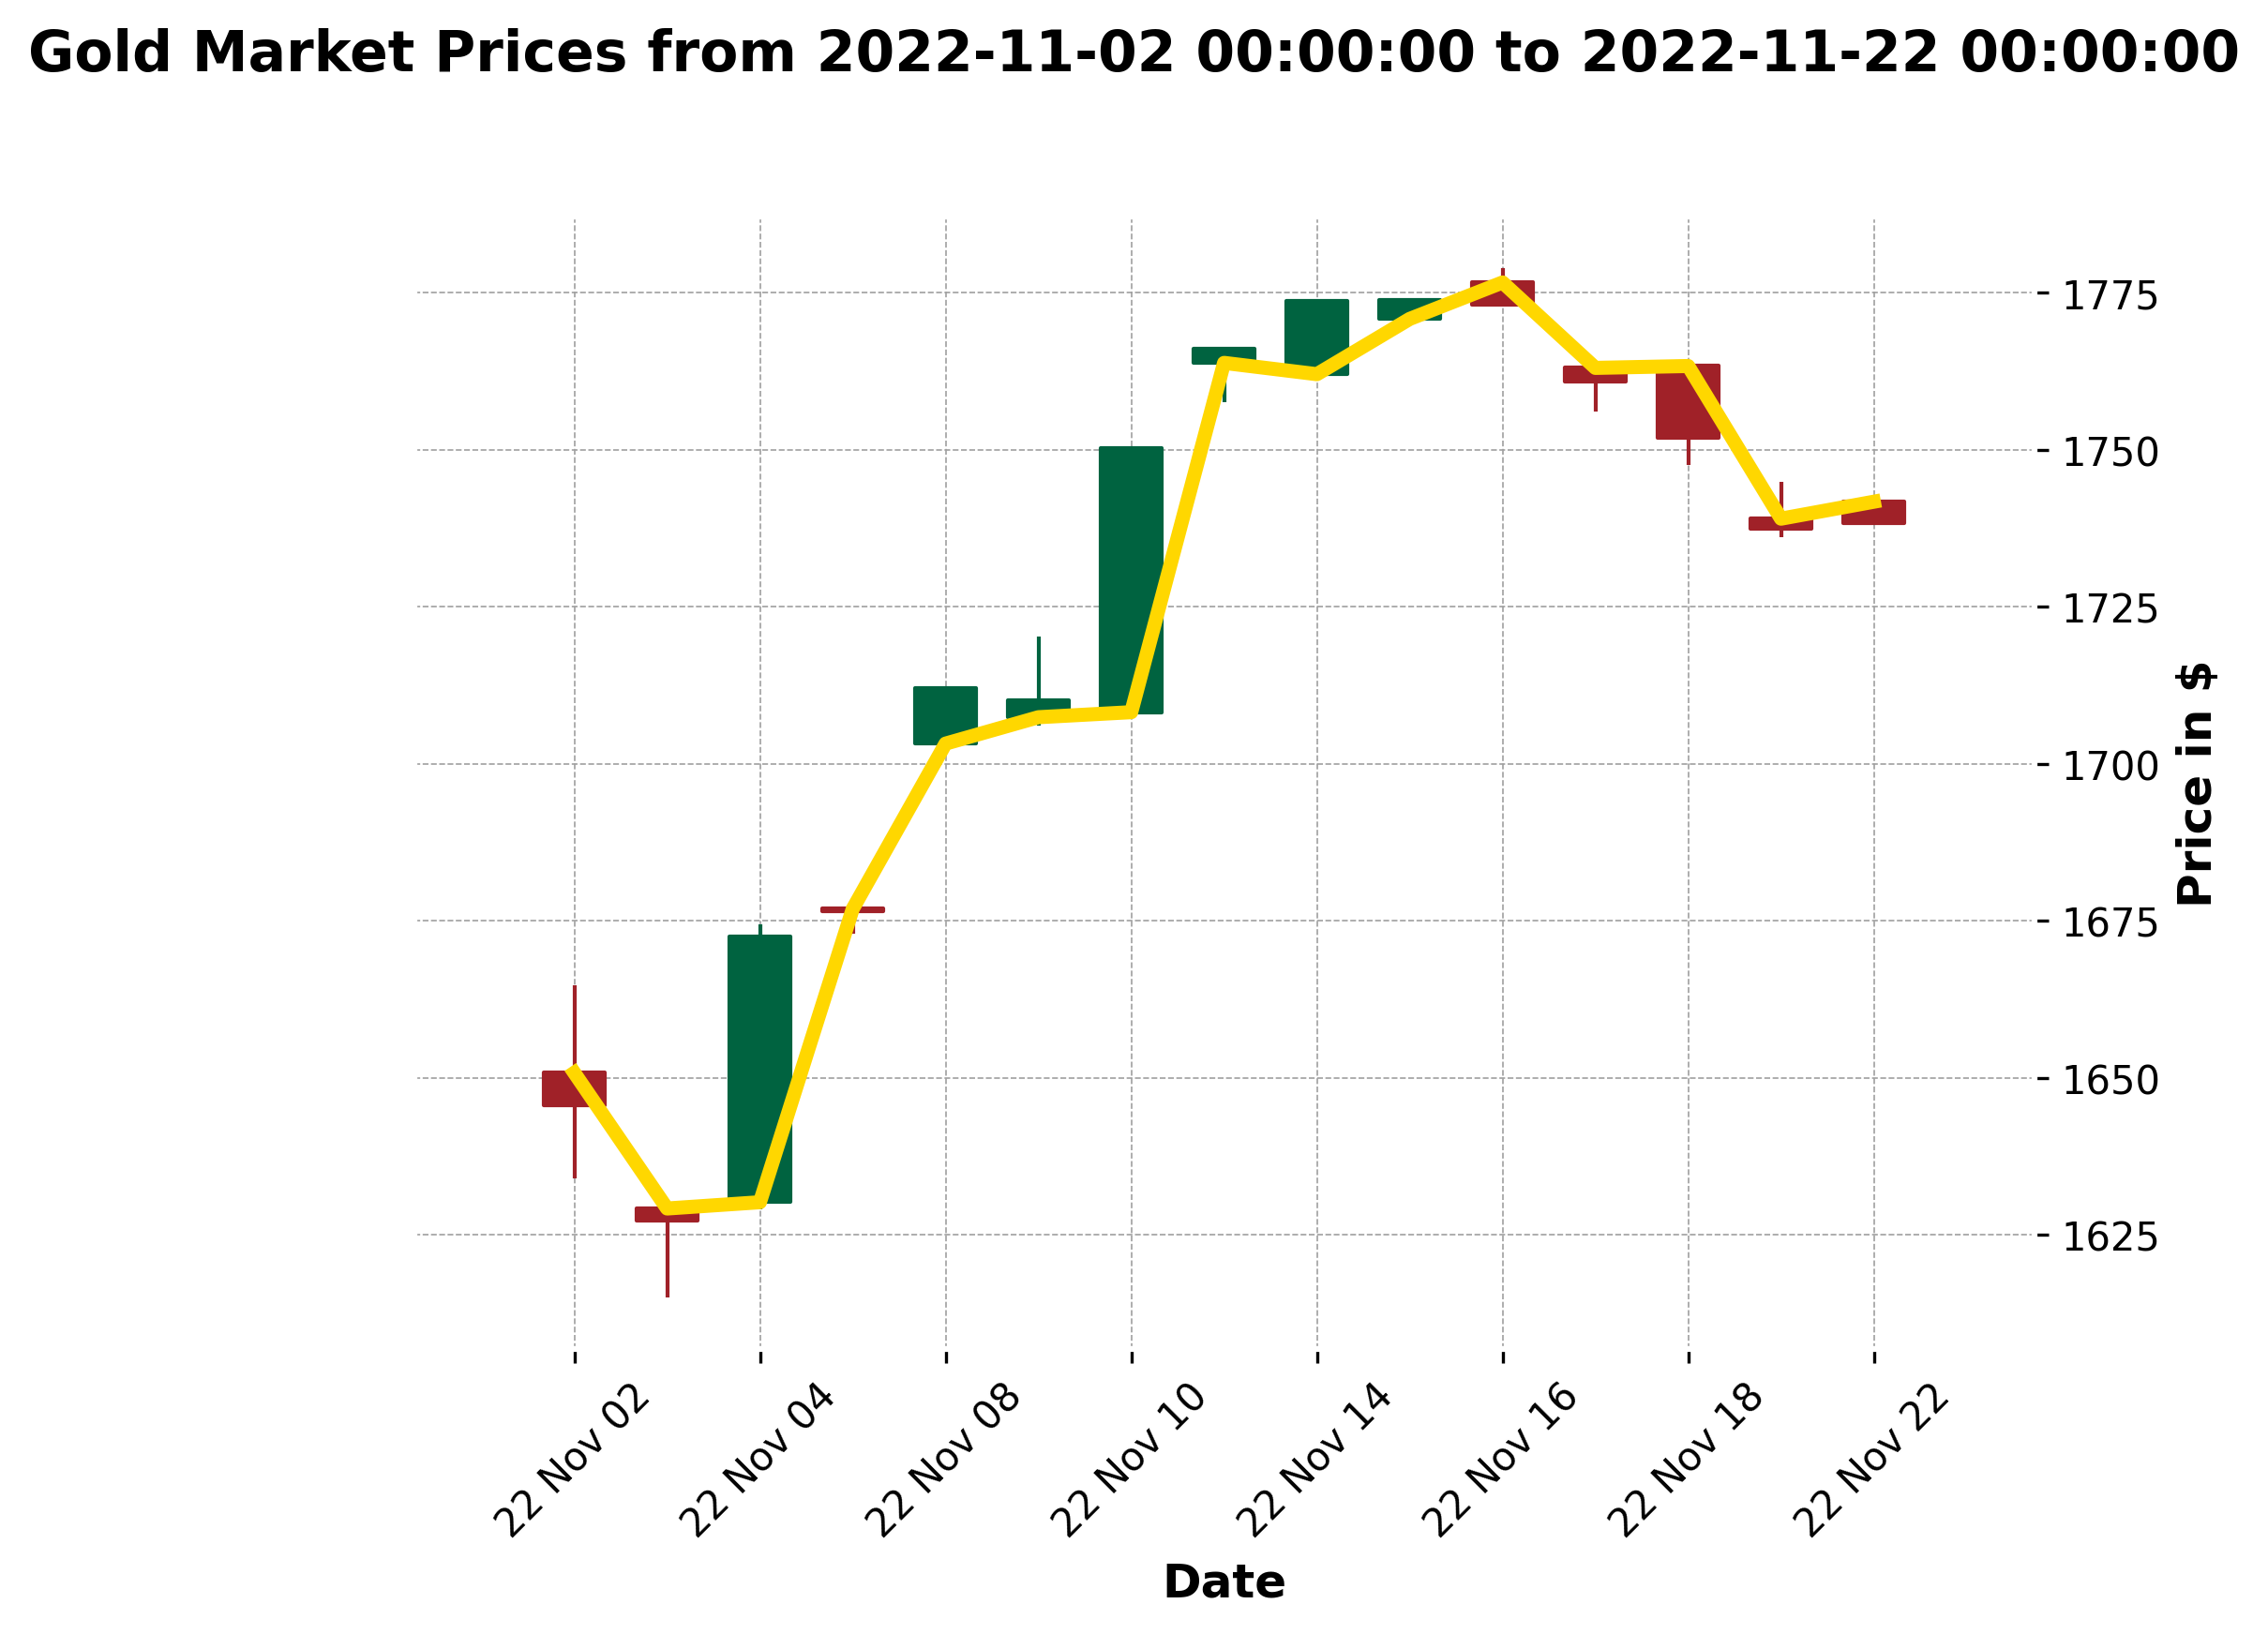 Gold Market Prices from 2022-11-02 00:00:00 to 2022-11-22 00:00:00
1775
1750
1725
1700
1675
1650
1625
Price in $
22 Nov 02
22 Nov 04
22 Nov 08
22 Nov 10
22 Nov 14
22 Nov 16
22 Nov 18
22 Nov 22
Date